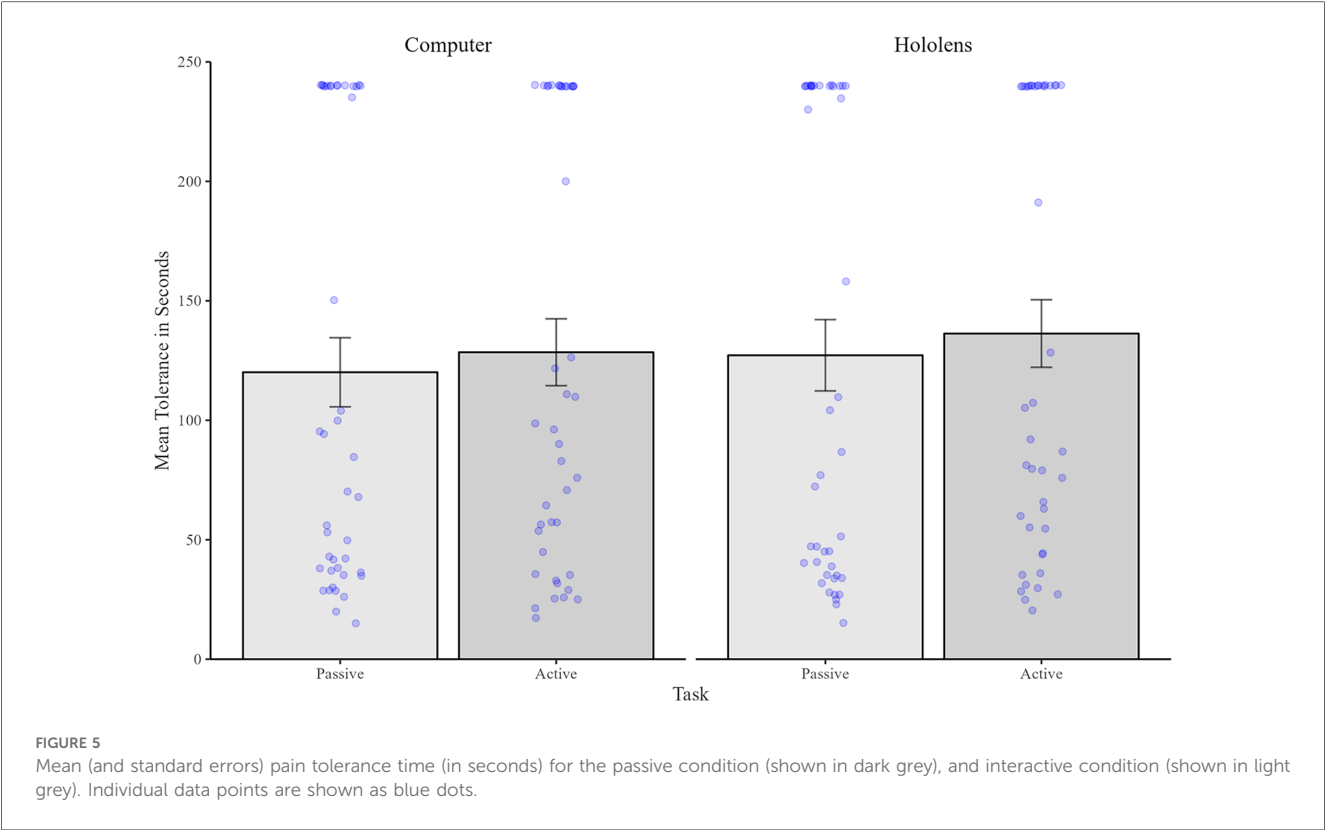 Computer
Hololens
250
200
150
100
50
0
Mean Tolerance in Seconds
Passive
Active
Passive
Active
Task
FIGURE 5
Mean (and standard errors) pain tolerance time (in seconds) for the passive condition (shown in dark grey), and interactive condition (shown in light
grey). Individual data points are shown as blue dots.